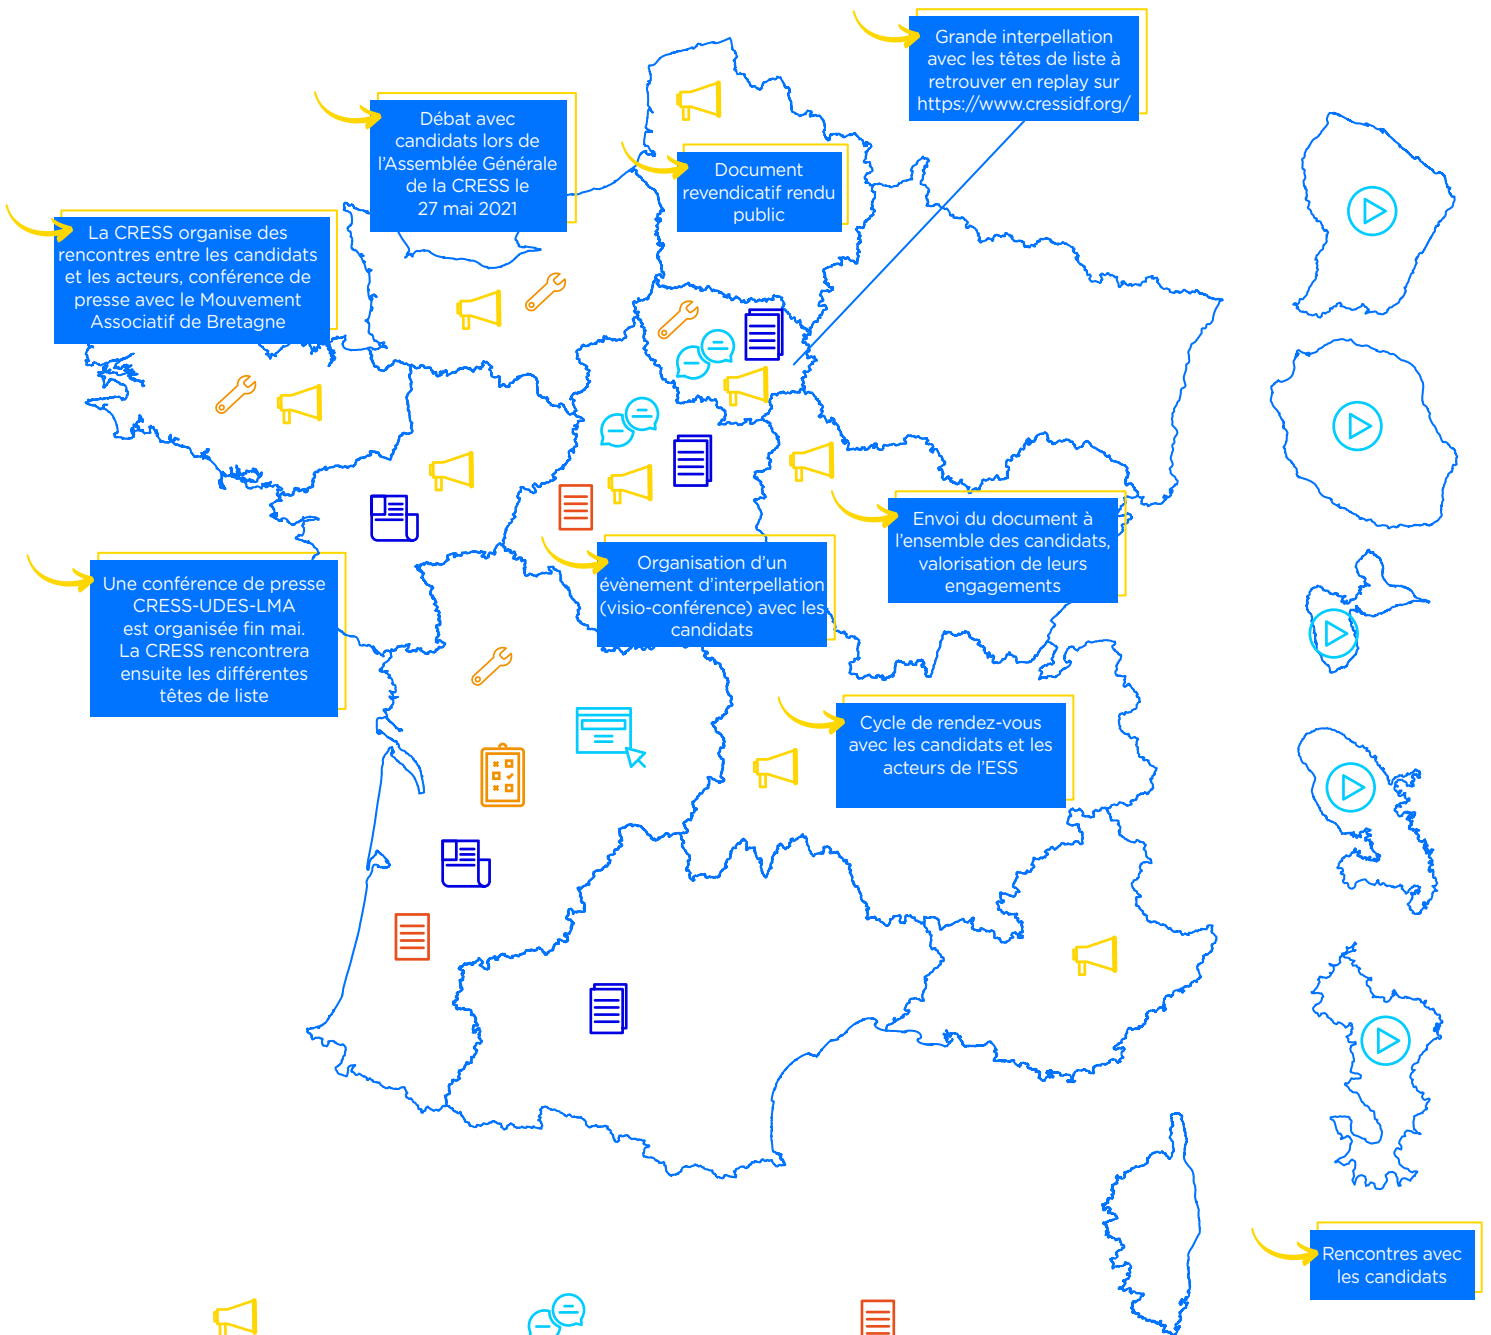 Grande interpellation
avec les têtes de liste à
retrouver en replay sur
https://www.cressidf.org/
Débat avec
candidats lors de
l'Assemblée Générale
de la CRESS le
27 mai 2021
Document
revendicatif rendu
public
La CRESS organise des
rencontres entre les candidats
et les acteurs, conférence de
presse avec le Mouvement
Associatif de Bretagne
Envoi du document à
l'ensemble des candidats,
valorisation de leurs
engagements
Organisation d'un
évènement d'interpellation
(visio-conférence) avec les
candidats
Une conférence de presse
CRESS-UDES-LMA
est organisée fin mai.
La CRESS rencontrera
ensuite les différentes
têtes de liste
Cycle de rendez-vous
avec les candidats et les
acteurs de l'ESS
Rencontres avec
les candidats